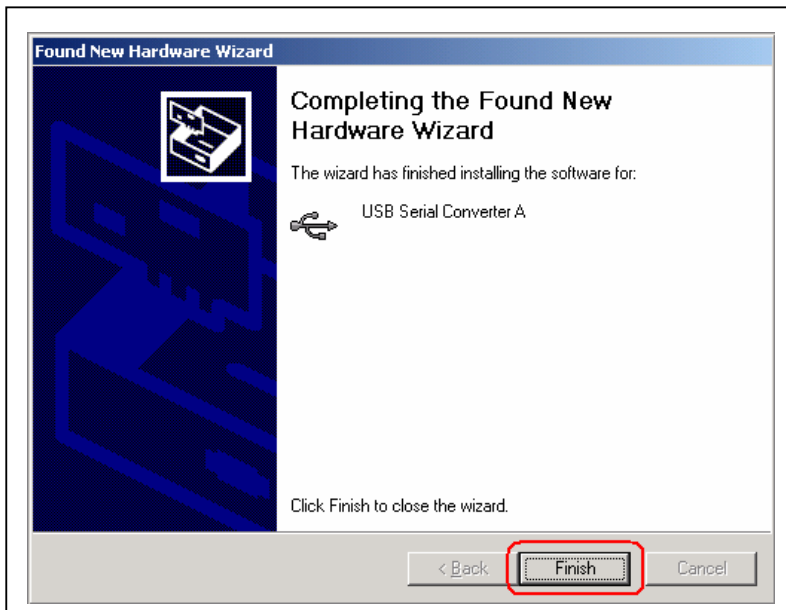 Found New Hardware Wizard
Completing the Found New
Hardware Wizard
The wizard has finished installing the software for:
USB Serial Converter A
Click Finish to close the wizard.
< Back
Finish
Cancel